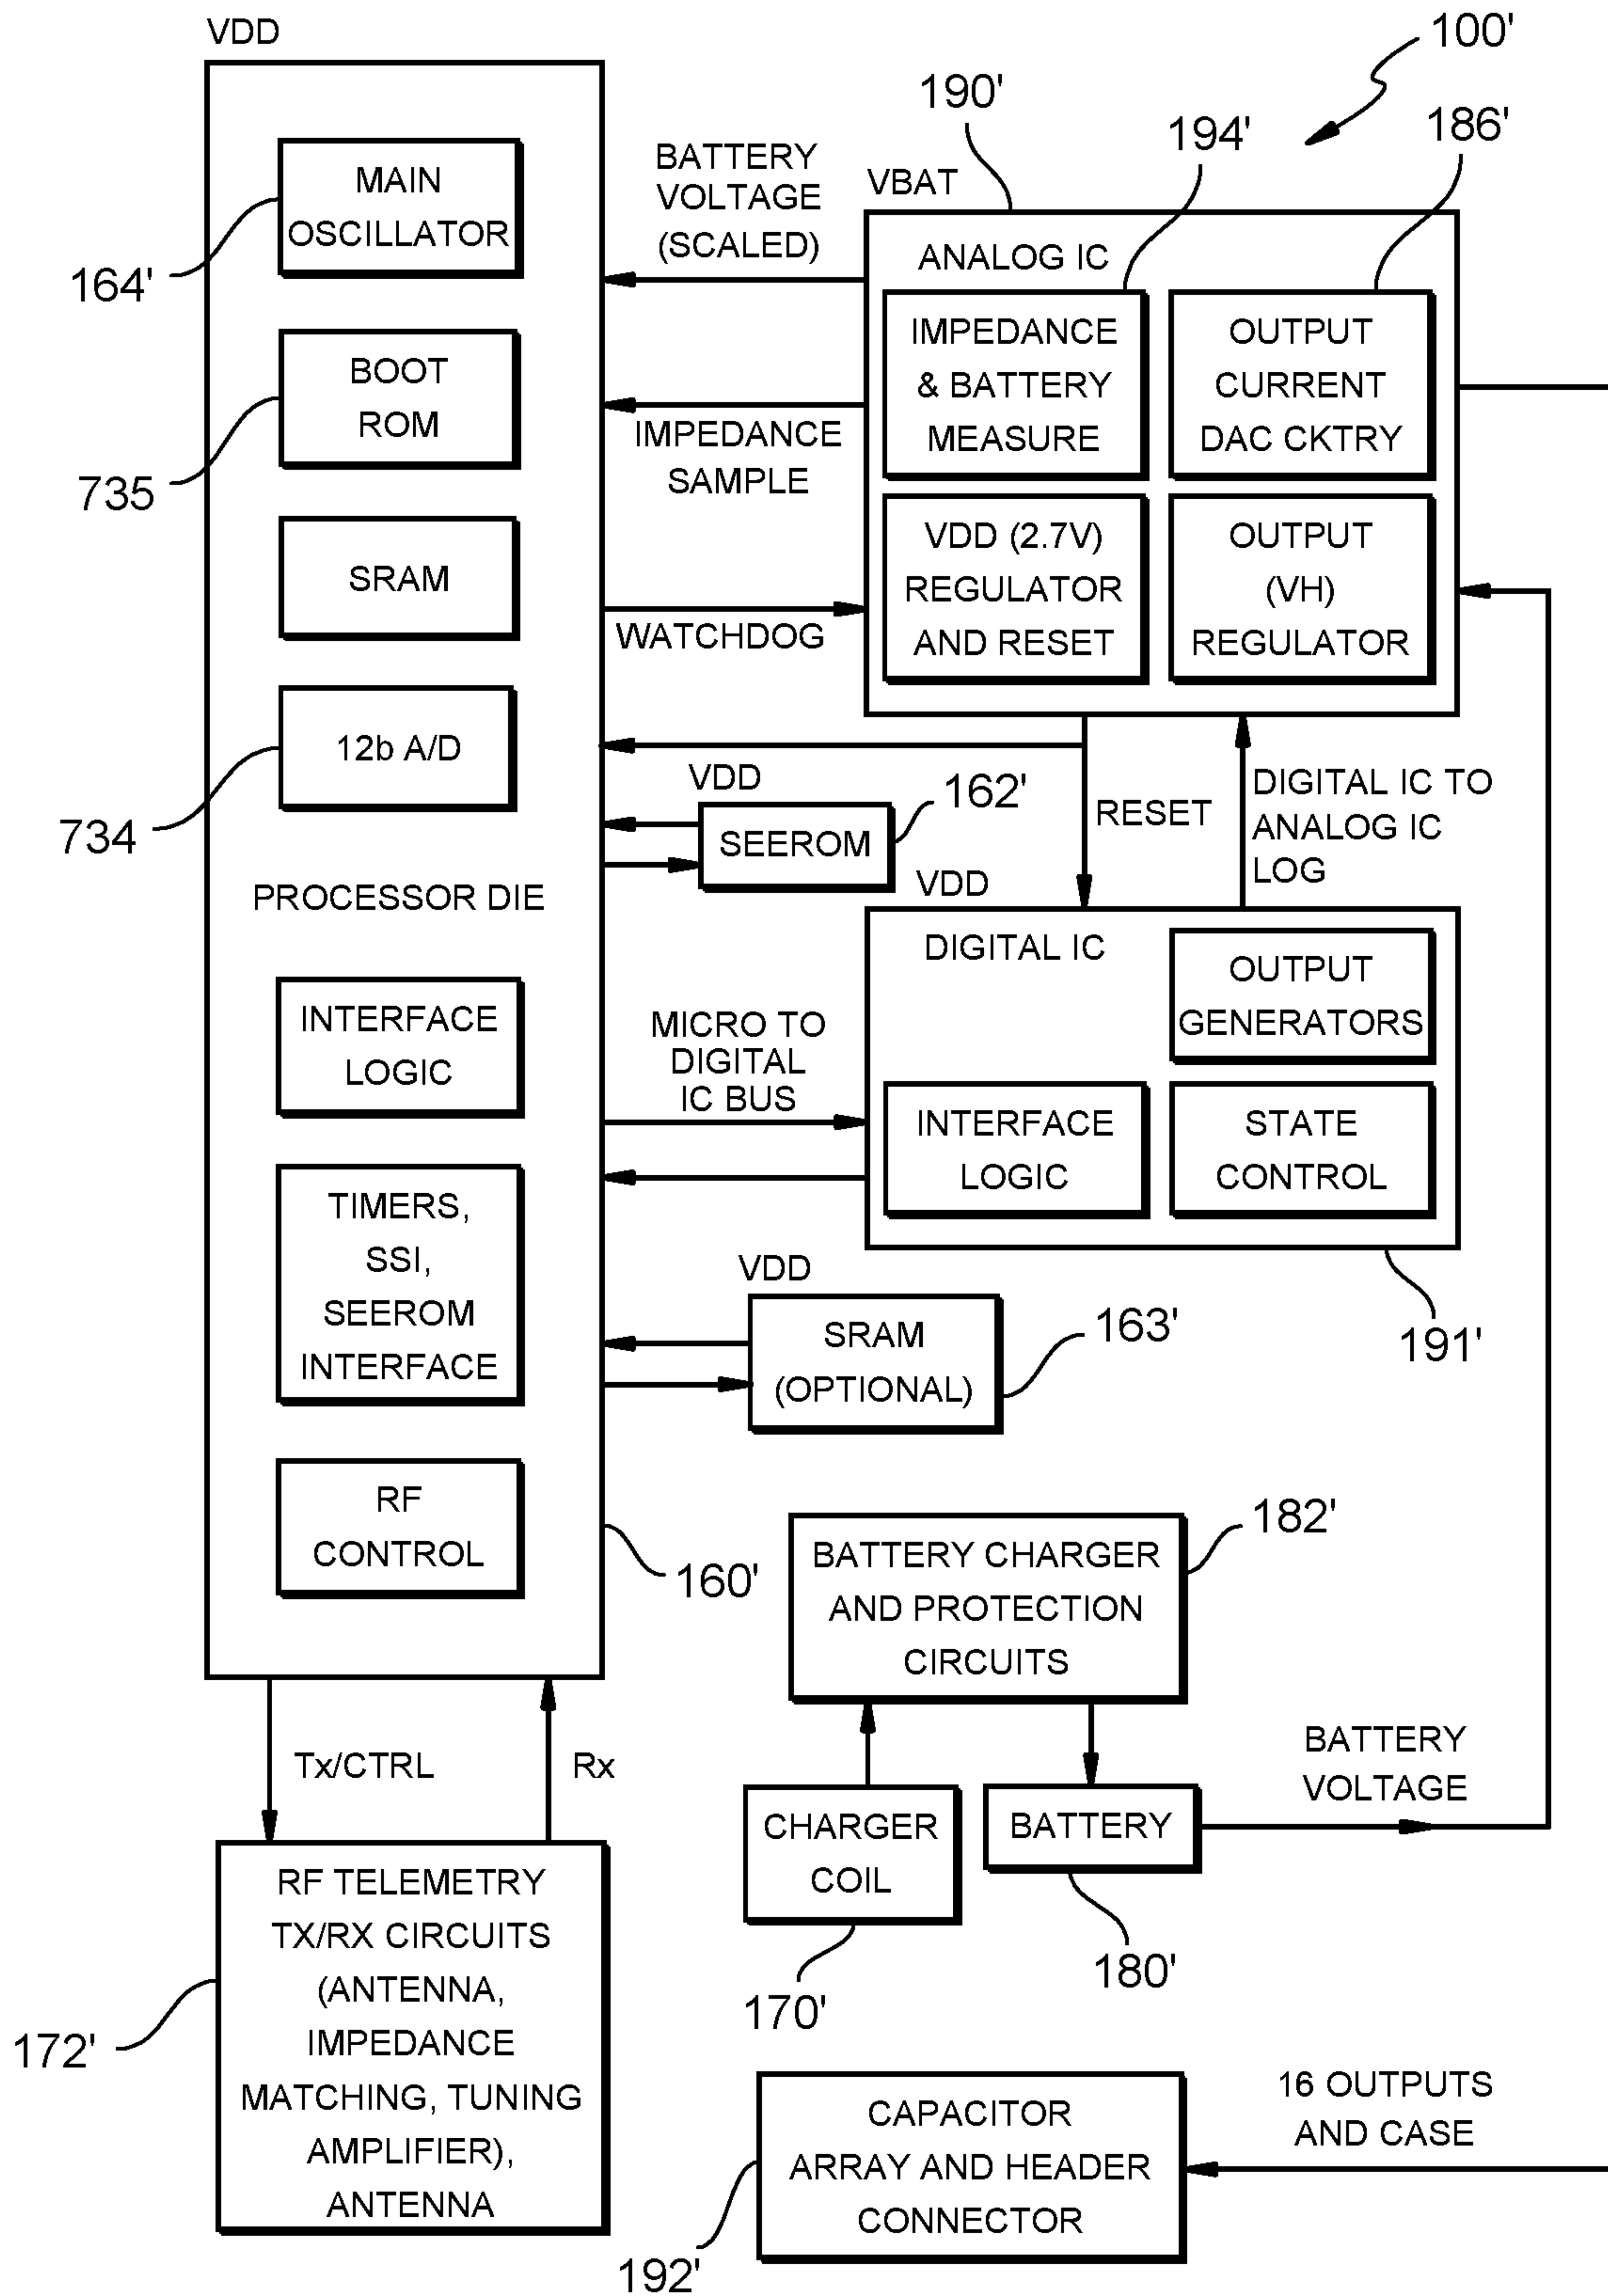 VDD
100'
190'
194'
186'
BATTERY
VOLTAGE
(SCALED)
VBAT
MAIN
OSCILLATOR
164'
ANALOG IC
IMPEDANCE
& BATTERY
MEASURE
OUTPUT
CURRENT
DAC CKTRY
BOOT
ROM
735
IMPEDANCE
SAMPLE
SRAM
VDD (2.7V)
REGULATOR
AND RESET
OUTPUT
(VH)
REGULATOR
WATCHDOG
12b A/D
734
VDD
SEEROM
162'
RESET
DIGITAL IC TO
ANALOG IC
LOG
PROCESSOR DIE
VDD
DIGITAL IC
OUTPUT
GENERATORS
INTERFACE
LOGIC
MICRO TO
DIGITAL
IC BUS
INTERFACE
LOGIC
STATE
CONTROL
191'
TIMERS,
SSI,
SEEROM
INTERFACE
VDD
SRAM
(OPTIONAL)
163'
RF
CONTROL
160'
BATTERY CHARGER
AND PROTECTION
CIRCUITS
182'
Tx/CTRL
Rx
CHARGER
COIL
170'
BATTERY
180'
BATTERY
VOLTAGE
RF TELEMETRY
TX/RX CIRCUITS
(ANTENNA,
IMPEDANCE
MATCHING, TUNING
AMPLIFIER),
ANTENNA
172'
CAPACITOR
ARRAY AND HEADER
CONNECTOR
192'
16 OUTPUTS
AND CASE